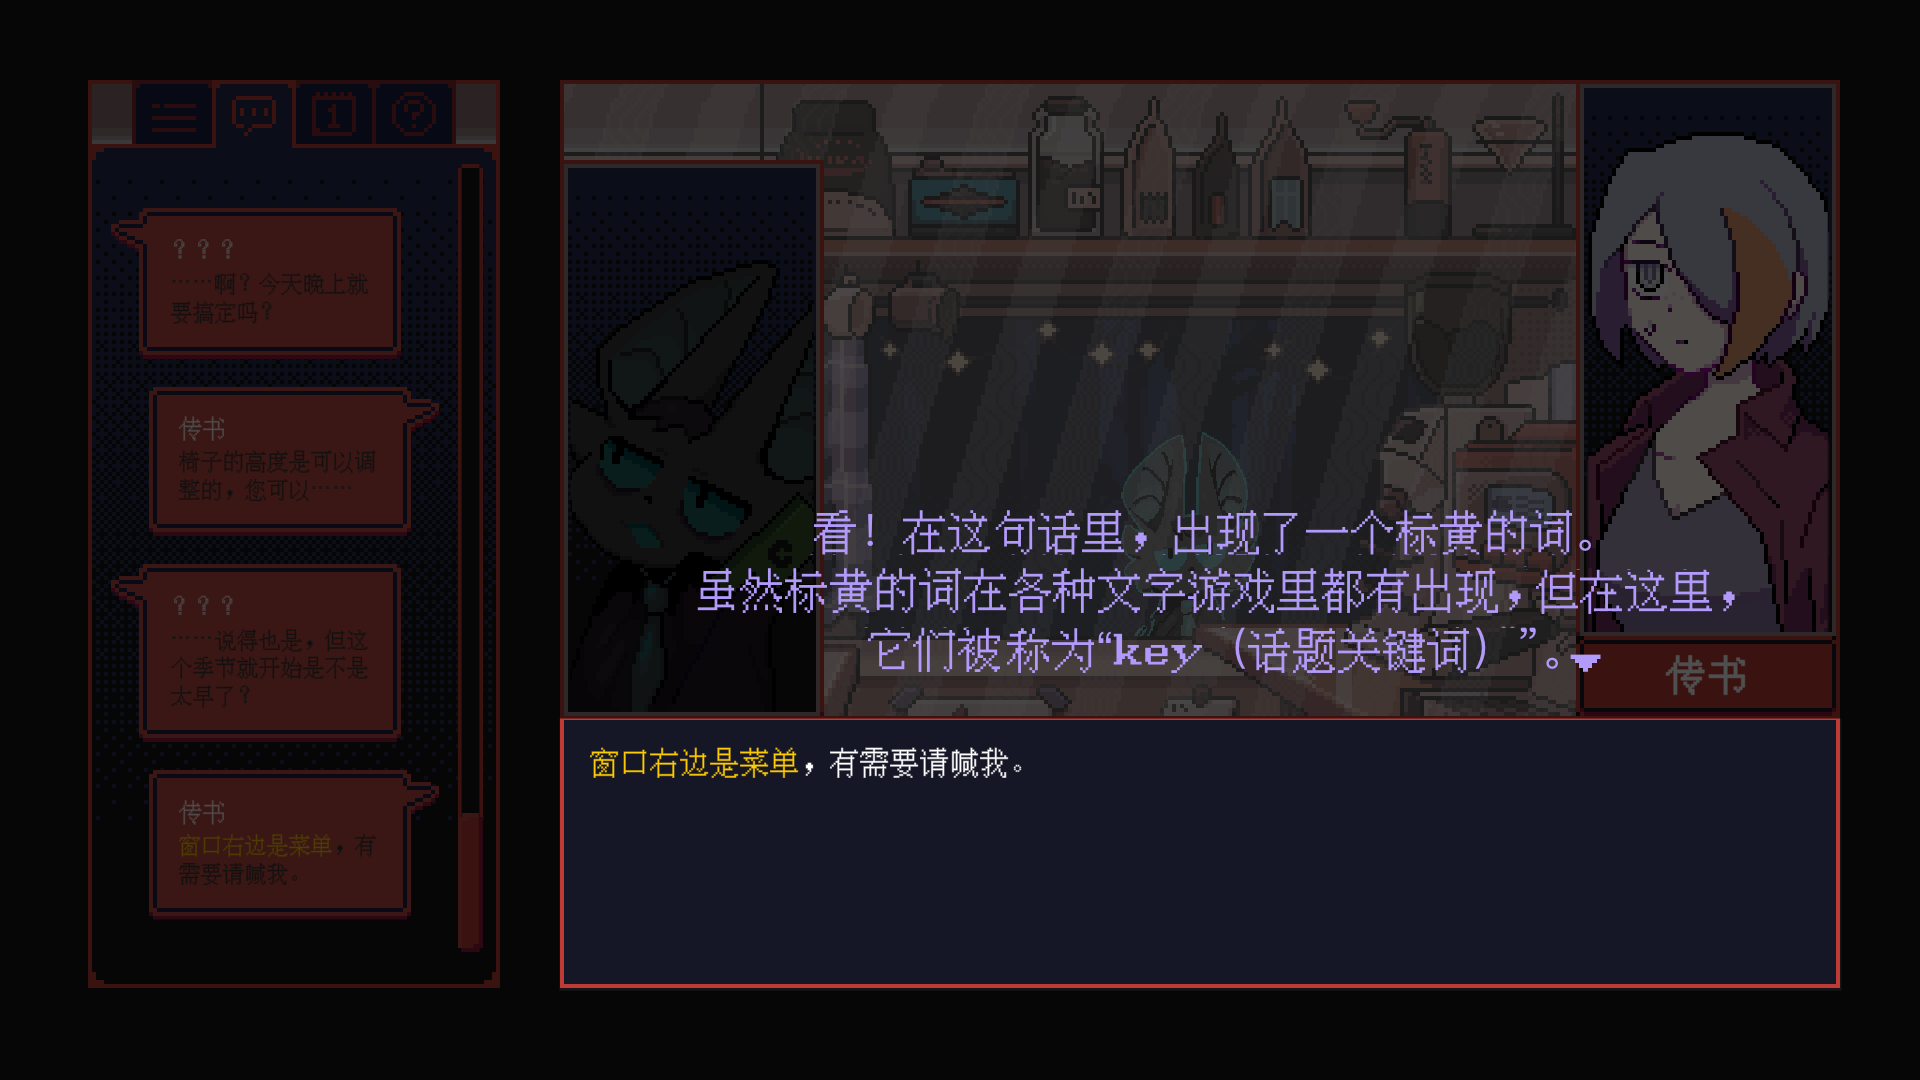 1
？？？
……啊？今天晚上就
要搞定吗？
传书
椅子的高度是可以调
整的，您可以……
？？？
……说得也是，但这
个季节就开始是不是
太早了？
传书
窗口右边是菜单，有
需要请喊我。
看！在这句话里，出现了一个标黄的词。
虽然标黄的词在各种文字游戏里都有出现，但在这里，
它们被称为“key（话题关键词）”。
传书
窗口右边是菜单，有需要请喊我。